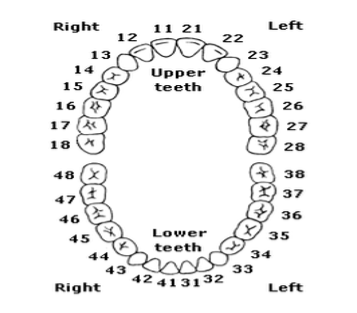 Right Left
12 11 21 22
13 23
14 Upper 24
15 teeth 25
16 26
17 27
18 28
48 38
47 37
46 36
45 Lower 35
44 teeth 34
43 33
42 41 31 32
Right Left